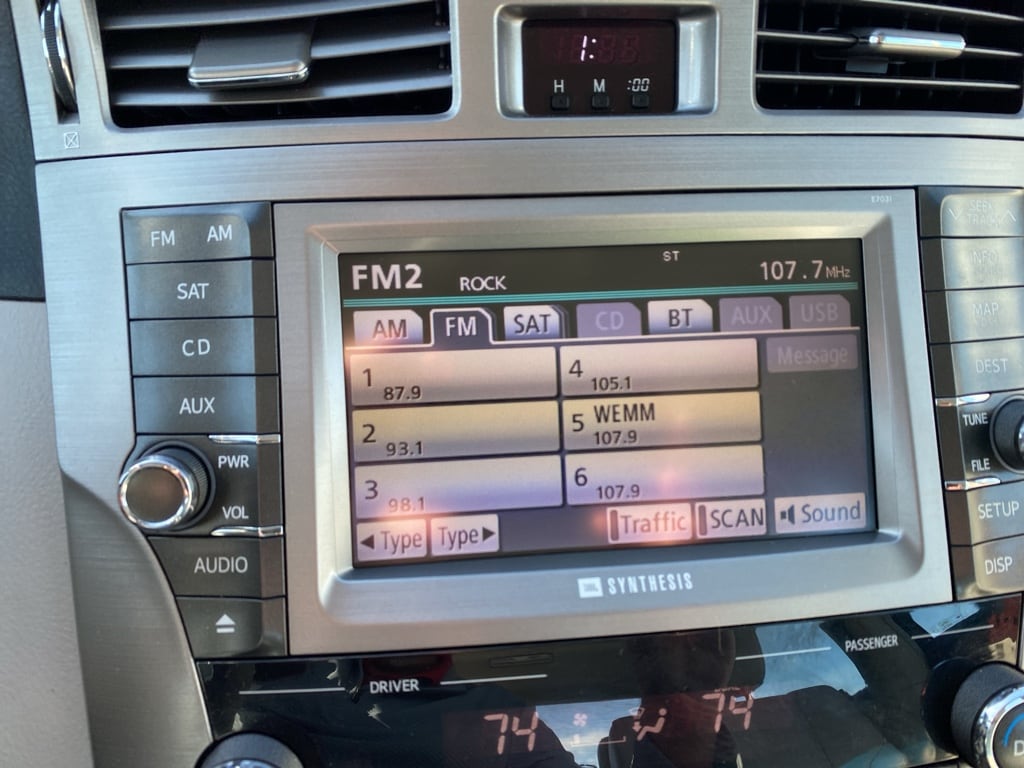 1:
H M :00
E7031
FM AM
SAT
CD
AUX
PWR
VOL
AUDIO
FM2 ROCK ST 107.7MHz
AM FM SAT CD BT AUX USB
1 87.9
2 93.1
3 98.1
4 105.1
5 WEMM 107.9
6 107.9
Message
◀Type Type▶ Traffic SCAN Sound
JBL SYNTHESIS
SEEK
TRACK
INFO
MAP
DEST
TUNE
FILE
SETUP
DISP
DRIVER
PASSENGER
74 74